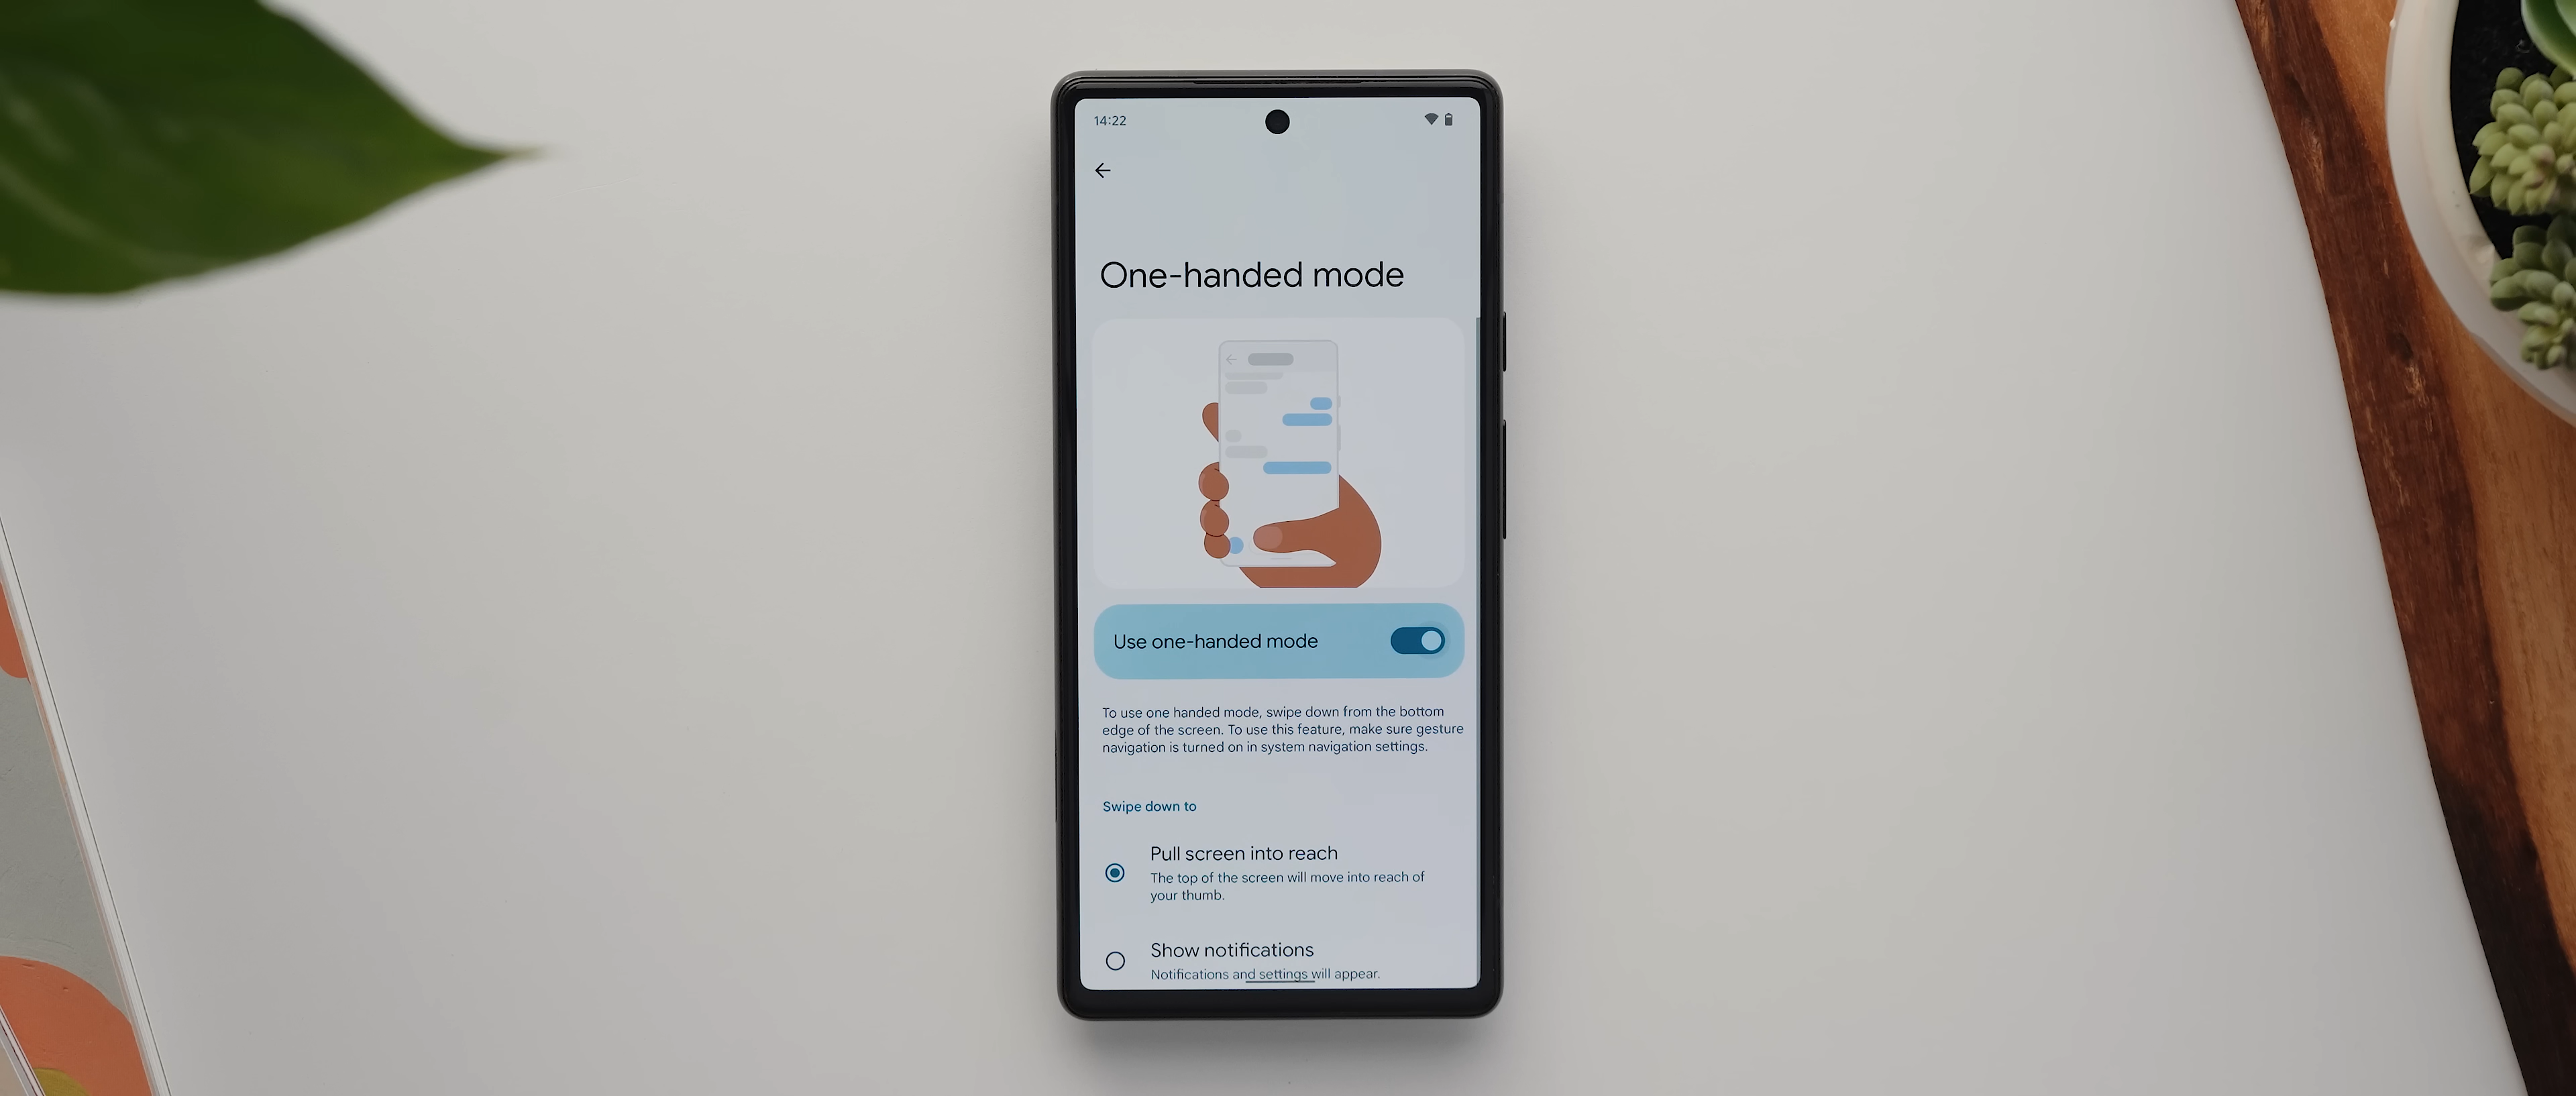 14:22
One-handed mode
Use one-handed mode
To use one handed mode, swipe down from the bottom
edge of the screen. To use this feature, make sure gesture
navigation is turned on in system navigation settings.
Swipe down to
Pull screen into reach
The top of the screen will move into reach of
your thumb.
Show notifications
Notifications and settings will appear.